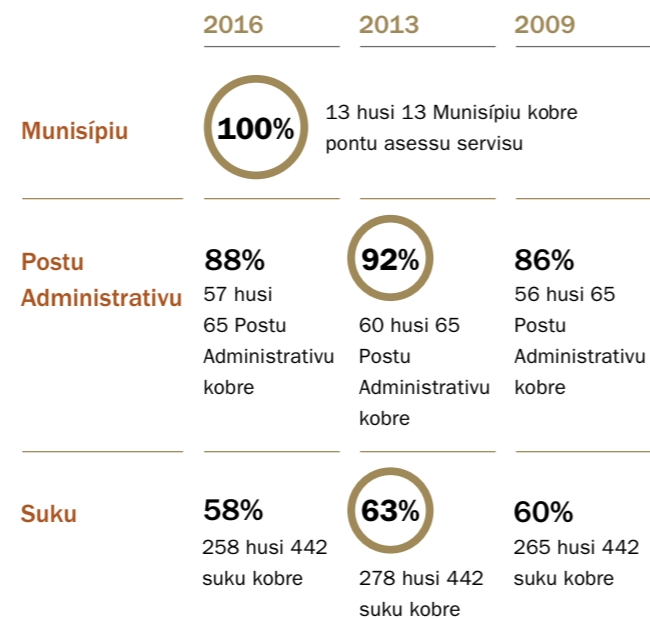 2016 2013 2009
Munisípiu
100%
13 husi 13 Munisípiu kobre
pontu asessu servisu
Postu
Administrativu
88%
57 husi
65 Postu
Administrativu
kobre
92%
60 husi 65
Postu
Administrativu
kobre
86%
56 husi 65
Postu
Administrativu
kobre
Suku
58%
258 husi 442
suku kobre
63%
278 husi 442
suku kobre
60%
265 husi 442
suku kobre